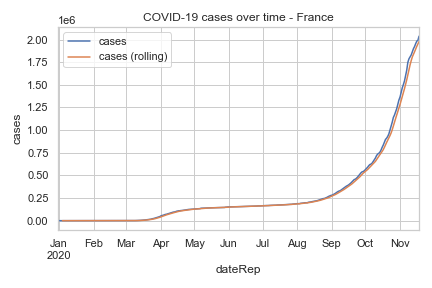 COVID-19 cases over time - France
1e6
cases
cases (rolling)
2.00
1.75
1.50
1.25
1.00
0.75
0.50
0.25
0.00
cases
Jan Feb Mar Apr May Jun Jul Aug Sep Oct Nov
2020
dateRep